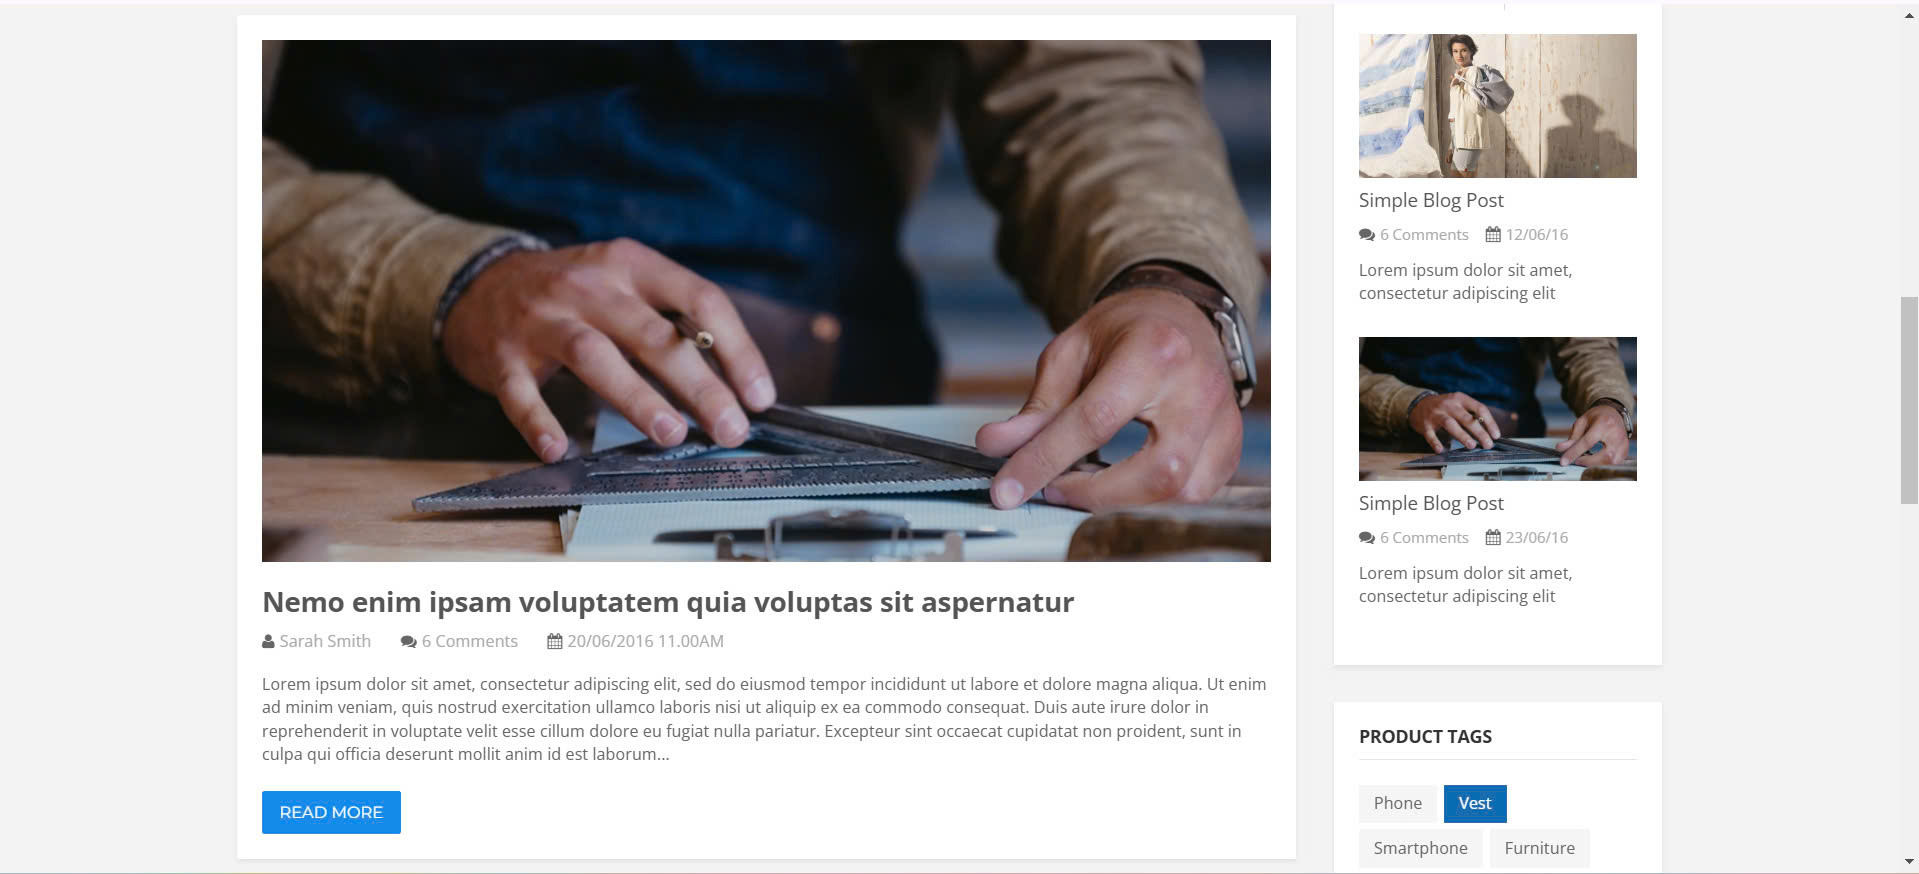 Nemo enim ipsam voluptatem quia voluptas sit aspernatur
Sarah Smith 6 Comments 20/06/2016 11.00AM
Lorem ipsum dolor sit amet, consectetur adipiscing elit, sed do eiusmod tempor incididunt ut labore et dolore magna aliqua. Ut enim
ad minim veniam, quis nostrud exercitation ullamco laboris nisi ut aliquip ex ea commodo consequat. Duis aute irure dolor in
reprehenderit in voluptate velit esse cillum dolore eu fugiat nulla pariatur. Excepteur sint occaecat cupidatat non proident, sunt in
culpa qui officia deserunt mollit anim id est laborum...
READ MORE
Simple Blog Post
6 Comments 12/06/16
Lorem ipsum dolor sit amet,
consectetur adipiscing elit
Simple Blog Post
6 Comments 23/06/16
Lorem ipsum dolor sit amet,
consectetur adipiscing elit
PRODUCT TAGS
Phone Vest
Smartphone Furniture